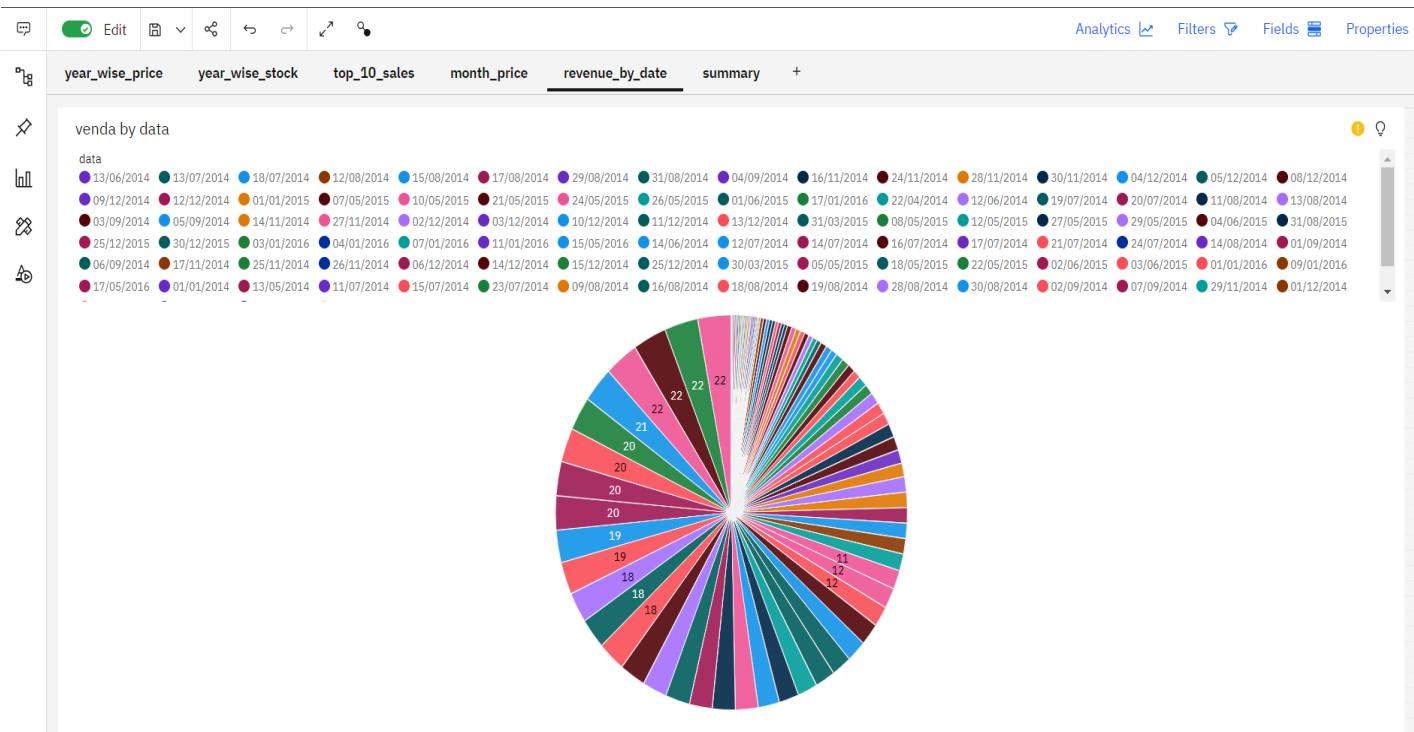 Edit Analytics Filters Fields Properties
year_wise_price year_wise_stock top_10_sales month_price revenue_by_date summary +
venda by data
data
13/06/2014 13/07/2014 18/07/2014 12/08/2014 15/08/2014 17/08/2014 29/08/2014 31/08/2014 04/09/2014 16/11/2014 24/11/2014 28/11/2014 30/11/2014 04/12/2014 05/12/2014 08/12/2014
09/12/2014 12/12/2014 01/01/2015 07/05/2015 10/05/2015 21/05/2015 24/05/2015 26/05/2015 01/06/2015 17/01/2016 22/04/2014 12/06/2014 19/07/2014 20/07/2014 11/08/2014 13/08/2014
03/09/2014 05/09/2014 14/11/2014 27/11/2014 02/12/2014 03/12/2014 10/12/2014 11/12/2014 13/12/2014 31/03/2015 08/05/2015 12/05/2015 27/05/2015 29/05/2015 04/06/2015 31/08/2015
25/12/2015 30/12/2015 03/01/2016 04/01/2016 07/01/2016 11/01/2016 15/05/2016 14/06/2014 12/07/2014 14/07/2014 16/07/2014 17/07/2014 21/07/2014 24/07/2014 14/08/2014 01/09/2014
06/09/2014 17/11/2014 25/11/2014 26/11/2014 06/12/2014 14/12/2014 15/12/2014 25/12/2014 30/03/2015 05/05/2015 18/05/2015 22/05/2015 02/06/2015 03/06/2015 01/01/2016 09/01/2016
17/05/2016 01/01/2014 13/05/2014 11/07/2014 15/07/2014 23/07/2014 09/08/2014 16/08/2014 18/08/2014 19/08/2014 28/08/2014 30/08/2014 02/09/2014 07/09/2014 29/11/2014 01/12/2014
22
22
22
22
21
20
20
20
20
19
19
18
18
18
11
12
12